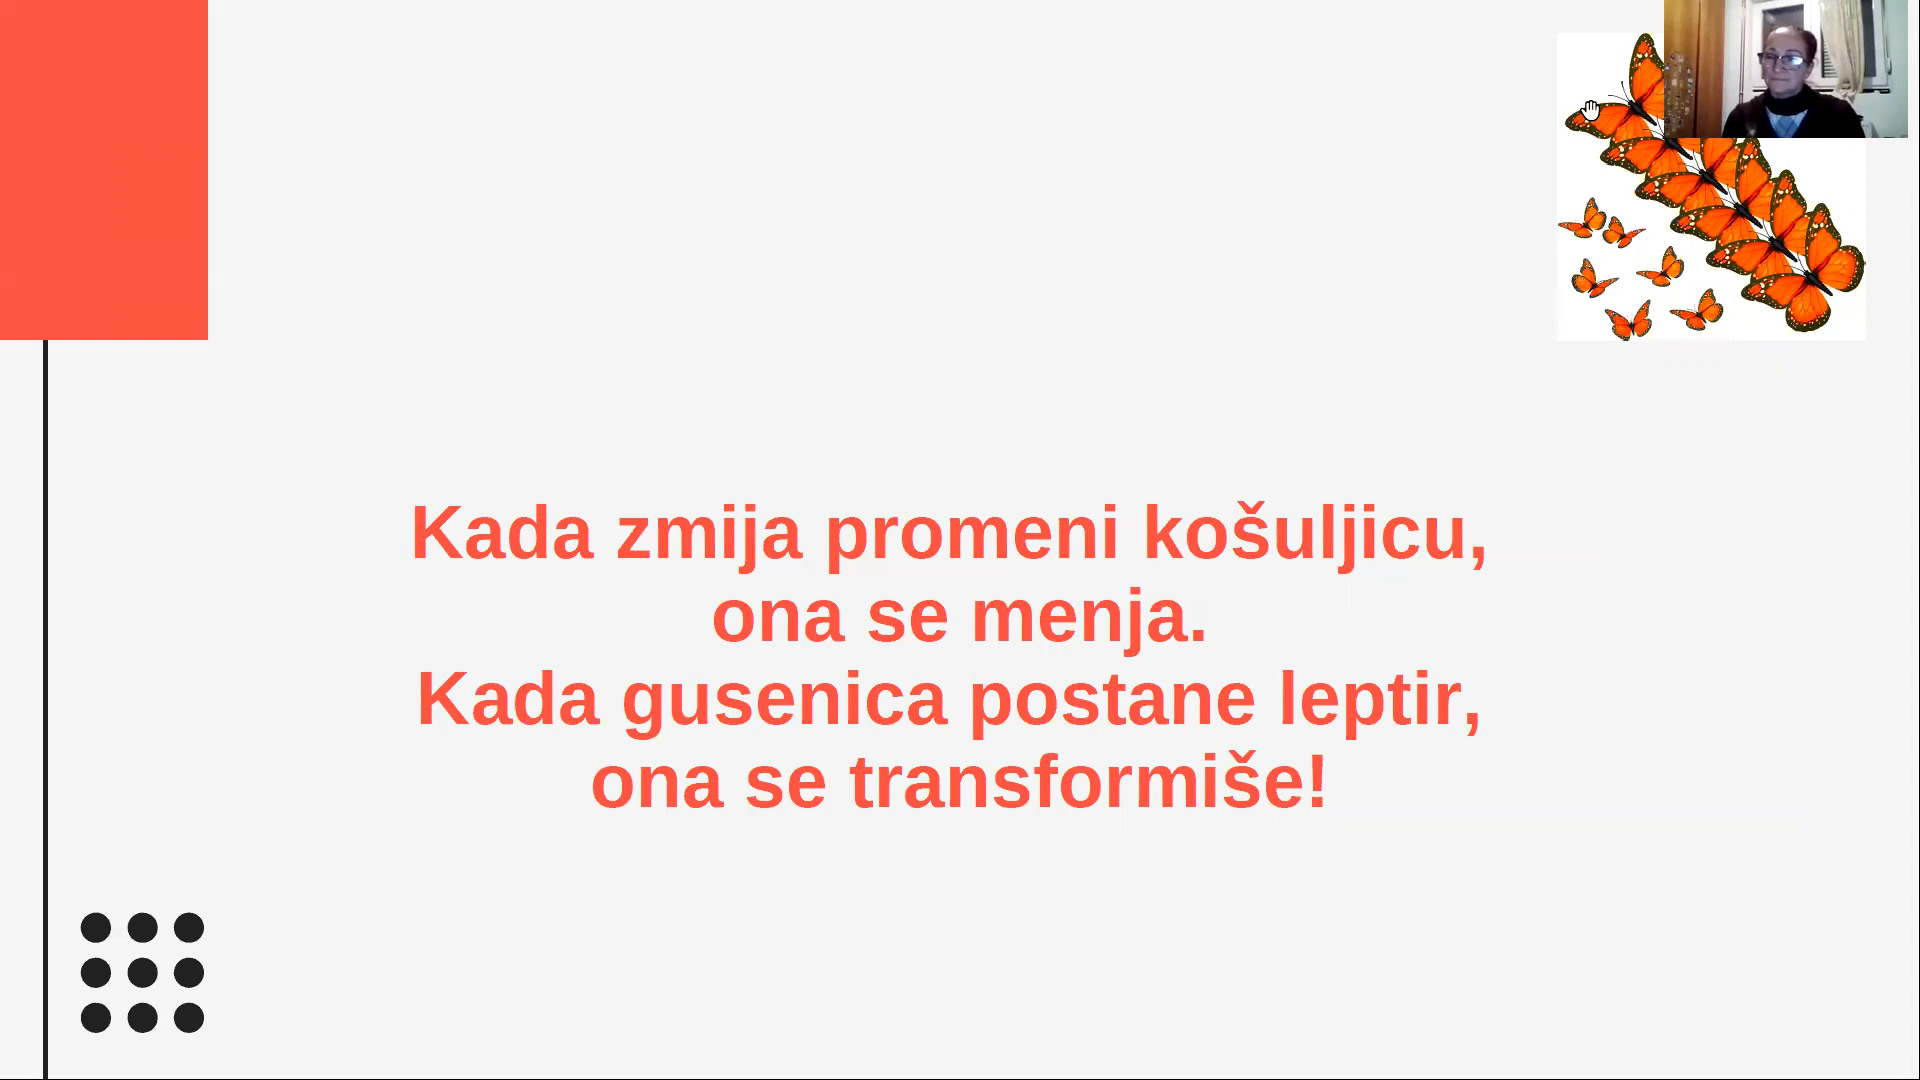 Kada zmija promeni košuljicu,
ona se menja.
Kada gusenica postane leptir,
ona se transformiše!